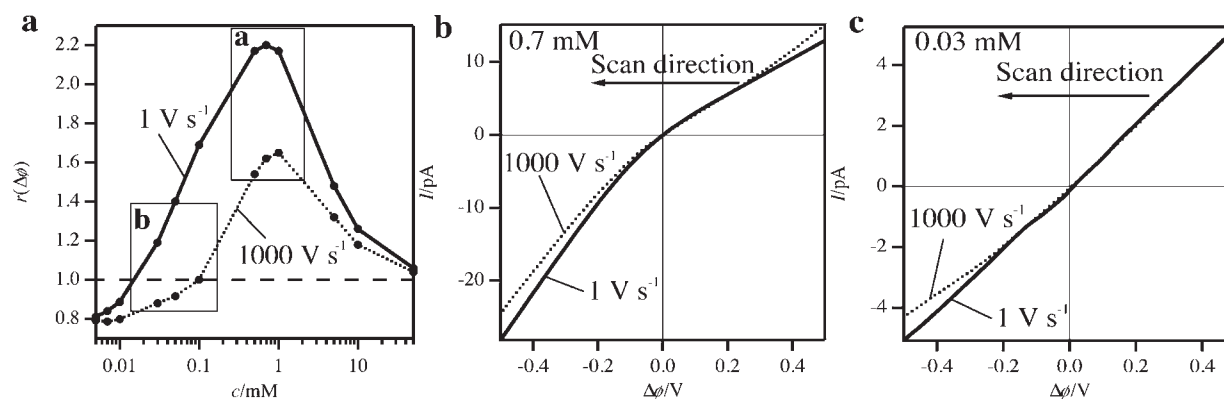 a
2.2
2.0
1.8
1.6
1.4
1.2
1.0
0.8
r(Δϕ)
a
b
1 V s⁻¹
1000 V s⁻¹
0.01
0.1
1
10
c/mM
b
0.7 mM
10
0
-10
-20
I/pA
Scan direction
1000 V s⁻¹
1 V s⁻¹
-0.4
-0.2
0.0
0.2
0.4
Δϕ/V
c
0.03 mM
4
2
0
-2
-4
I/pA
Scan direction
1000 V s⁻¹
1 V s⁻¹
-0.4
-0.2
0.0
0.2
0.4
Δϕ/V